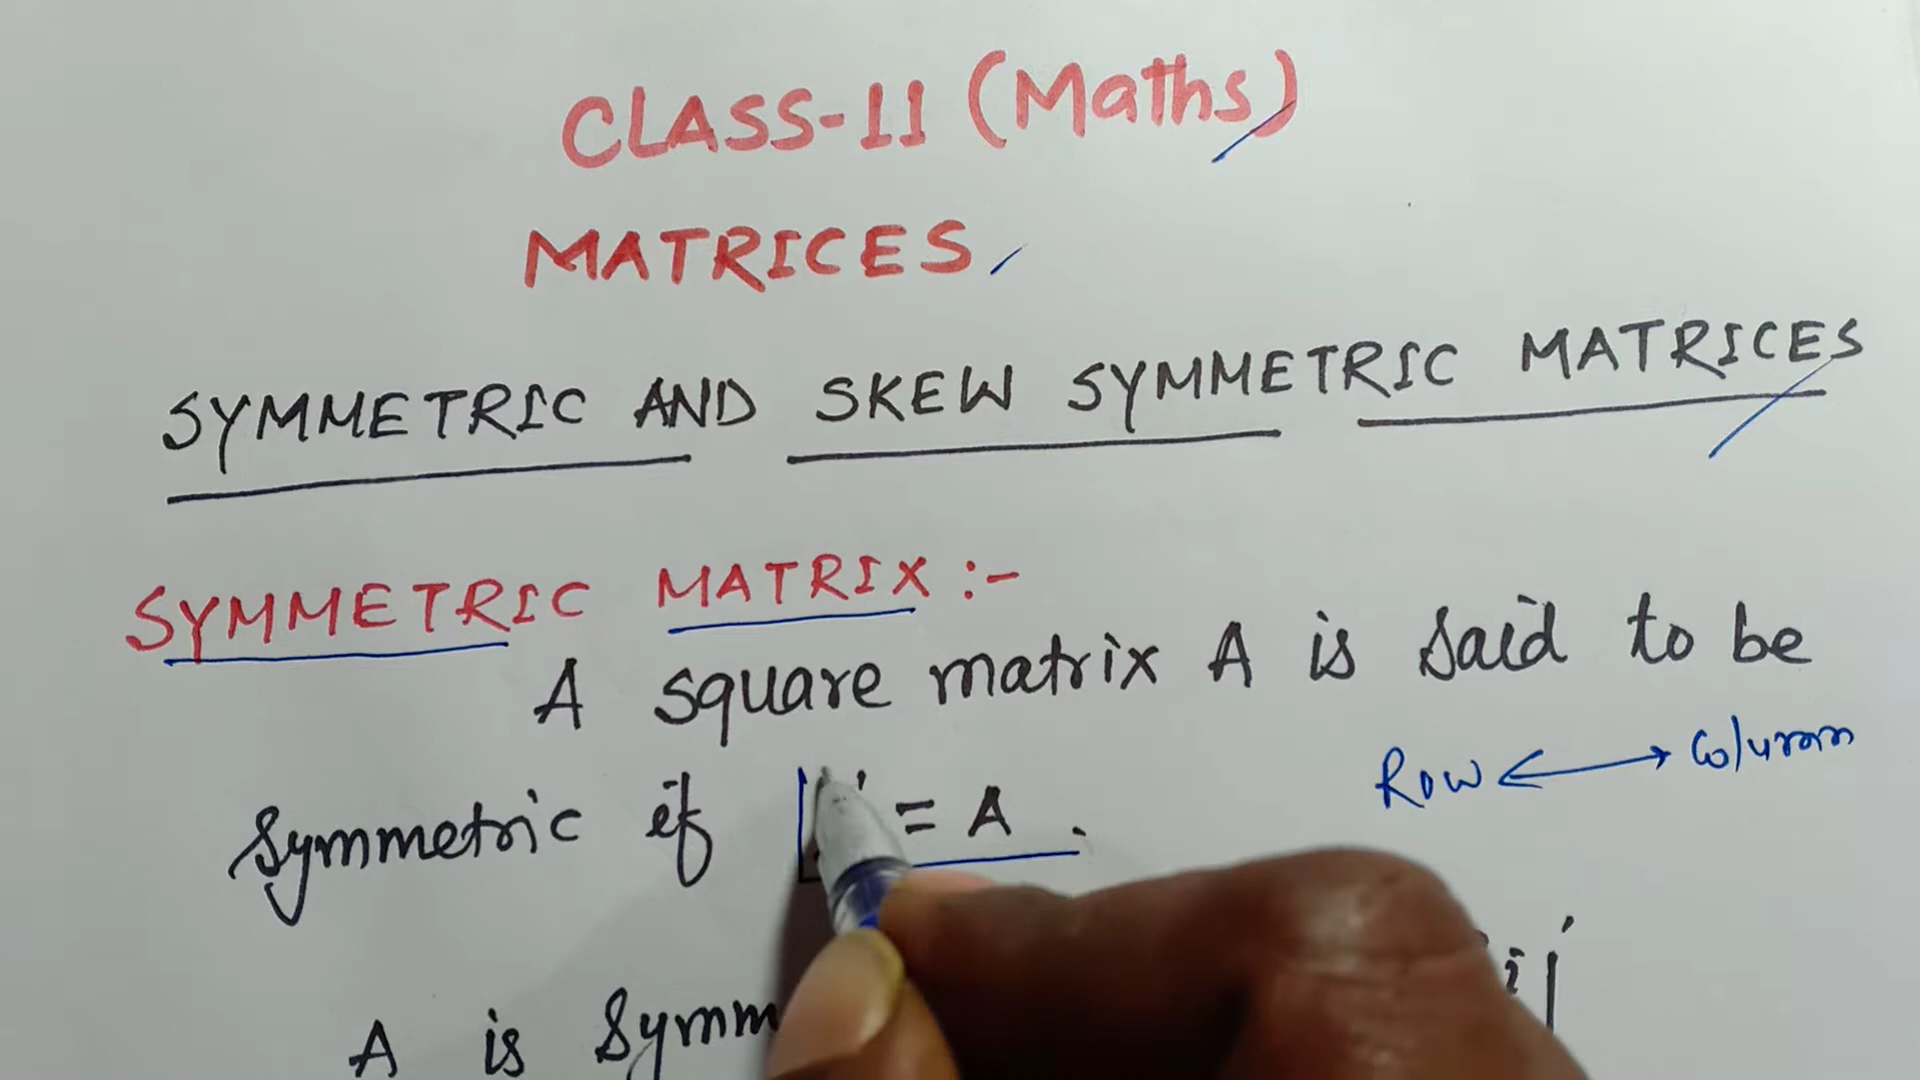 CLASS-11 (Maths)
MATRICES
SYMMETRIC AND SKEW SYMMETRIC MATRICES
SYMMETRIC MATRIX :-
A square matrix A is said to be
Symmetric if ' = A .
Row ⟷ Column
A is Symm